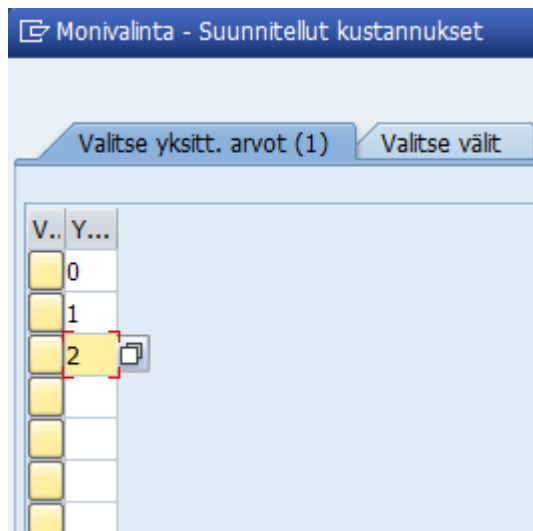 Monivalinta - Suunnitellut kustannukset
Valitse yksitt. arvot (1) Valitse välit
V.. Y...
0
1
2